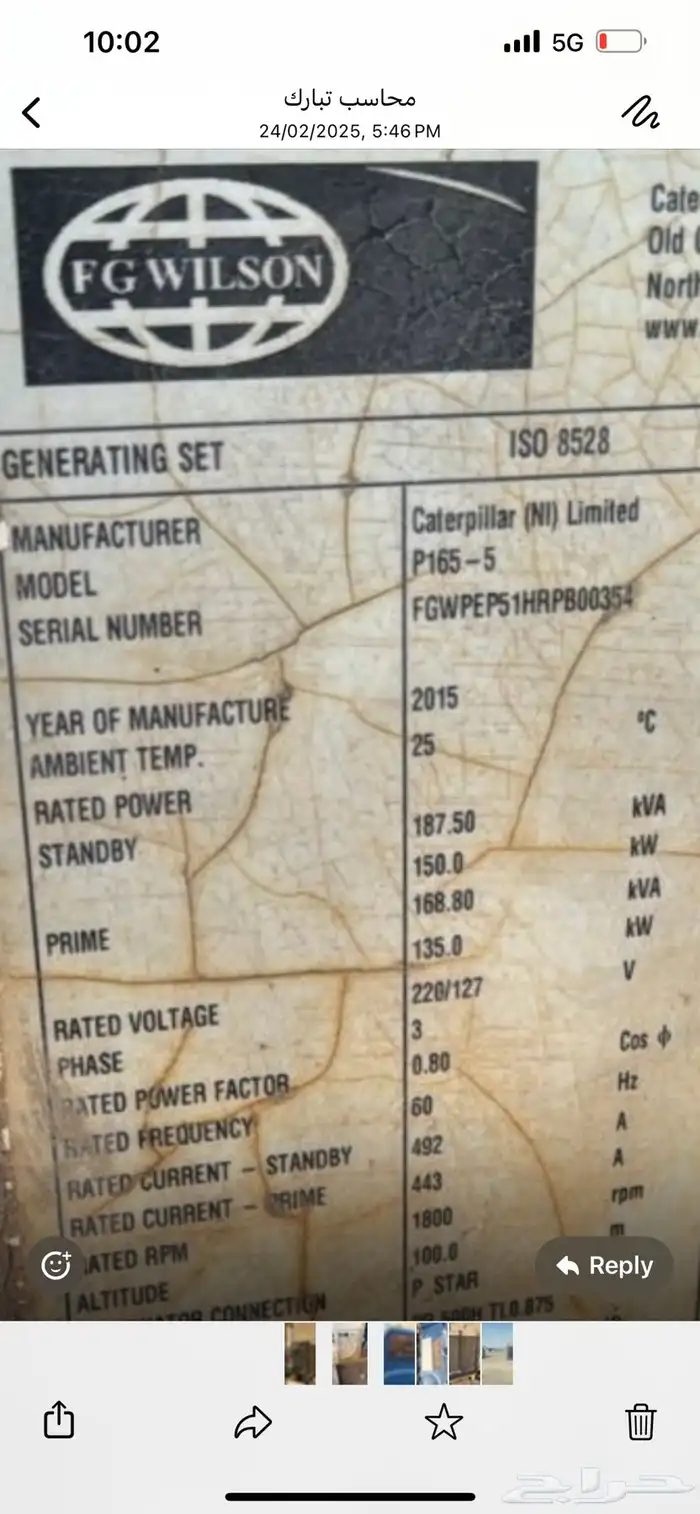 10:02
5G
محاسب تبارك
24/02/2025, 5:46 PM
FG WILSON
Cate
Old
North
www
GENERATING SET ISO 8528
MANUFACTURER Caterpillar (NI) Limited
MODEL P165-5
SERIAL NUMBER FGWPEP51HRPB00354
YEAR OF MANUFACTURE 2015
AMBIENT TEMP. 25 °C
RATED POWER
STANDBY 187.50 kVA
150.0 kW
PRIME 168.80 kVA
135.0 kW
RATED VOLTAGE 220/127 V
PHASE 3
RATED POWER FACTOR 0.80 Cos ϕ
RATED FREQUENCY 60 Hz
RATED CURRENT - STANDBY 492 A
RATED CURRENT - PRIME 443 A
RATED RPM 1800 rpm
ALTITUDE 100.0 m
CONNECTION P_STAR
TL0.875
Reply
حراج